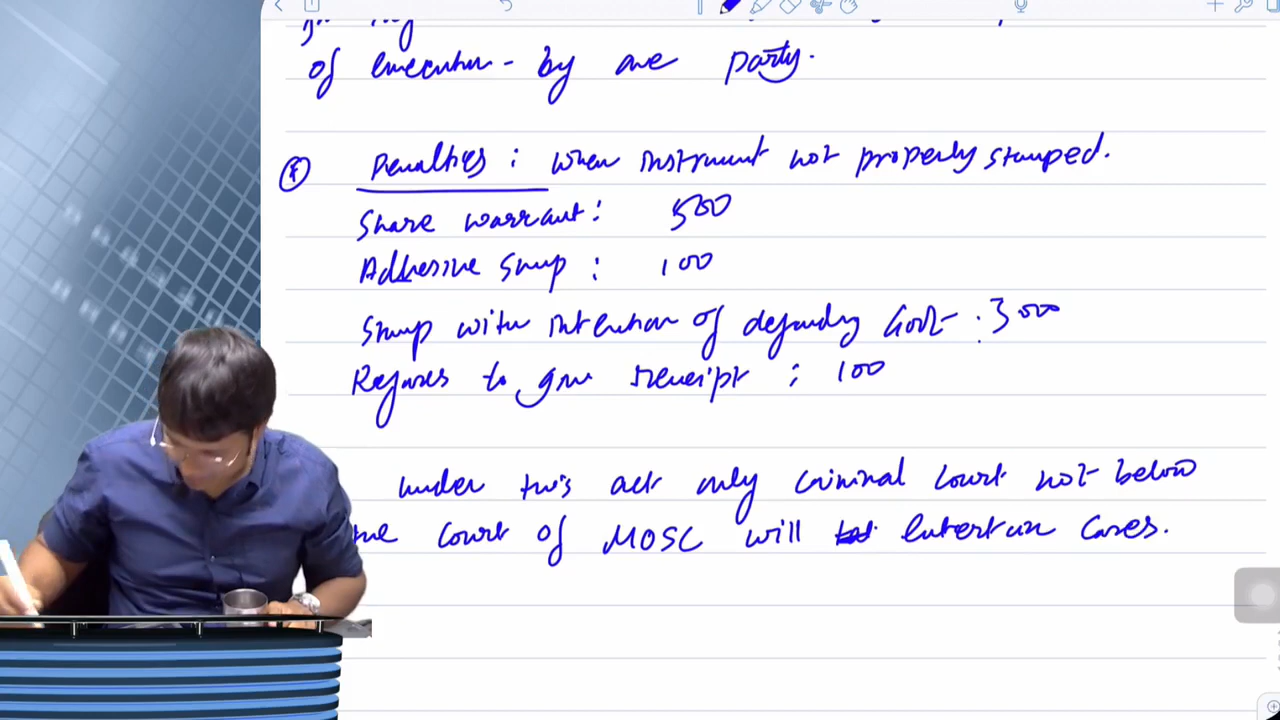 of execution - by one party.
④ Penalties : when instrument not properly stamped.
Share warrant : 500
Adhesive stamp : 100
Stamp with intention of defrauding Govt : 3000
Refuses to give receipt : 100
under this act only criminal court not below
the court of MOSC will entertain cases.